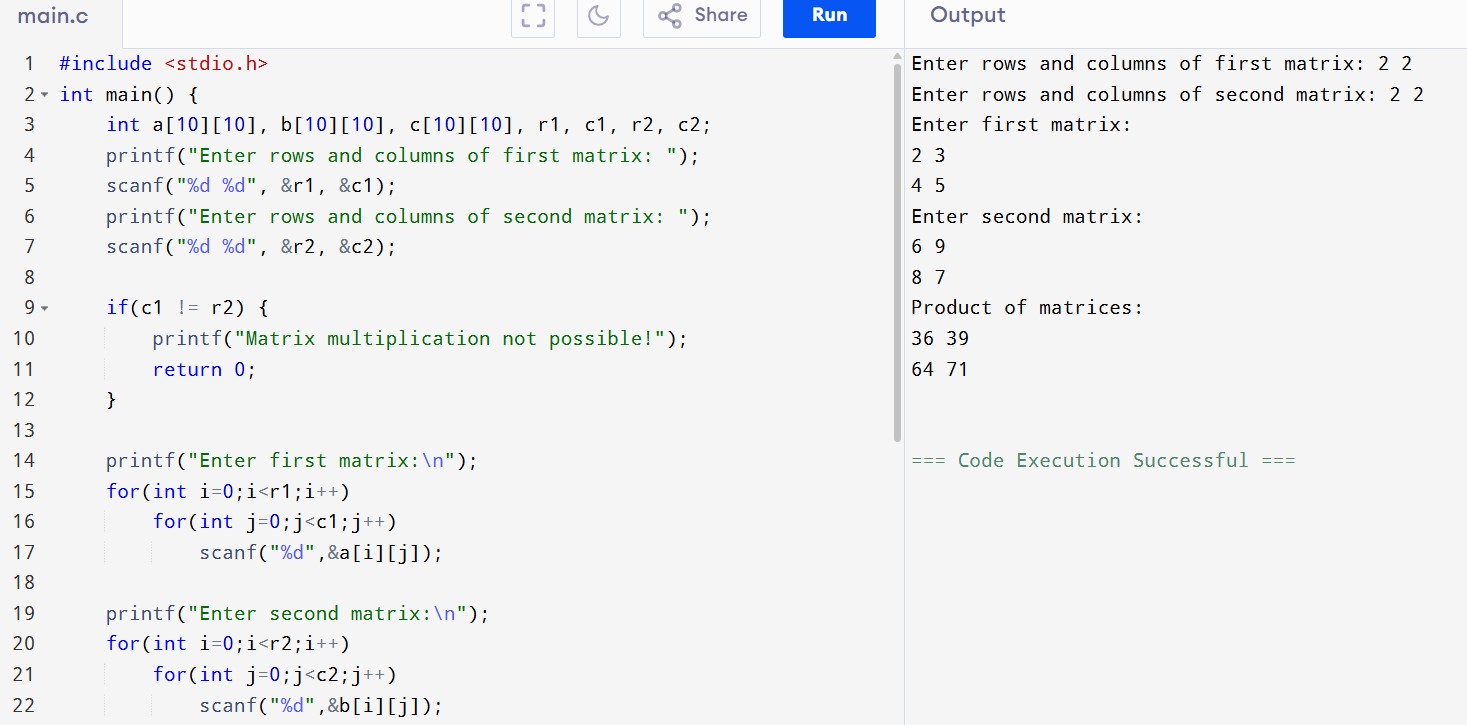 main.c
Share
Run
Output
1 #include <stdio.h>
2 int main() {
3     int a[10][10], b[10][10], c[10][10], r1, c1, r2, c2;
4     printf("Enter rows and columns of first matrix: ");
5     scanf("%d %d", &r1, &c1);
6     printf("Enter rows and columns of second matrix: ");
7     scanf("%d %d", &r2, &c2);
8
9     if(c1 != r2) {
10         printf("Matrix multiplication not possible!");
11         return 0;
12     }
13
14     printf("Enter first matrix:\n");
15     for(int i=0;i<r1;i++)
16         for(int j=0;j<c1;j++)
17             scanf("%d",&a[i][j]);
18
19     printf("Enter second matrix:\n");
20     for(int i=0;i<r2;i++)
21         for(int j=0;j<c2;j++)
22             scanf("%d",&b[i][j]);
Enter rows and columns of first matrix: 2 2
Enter rows and columns of second matrix: 2 2
Enter first matrix:
2 3
4 5
Enter second matrix:
6 9
8 7
Product of matrices:
36 39
64 71
=== Code Execution Successful ===